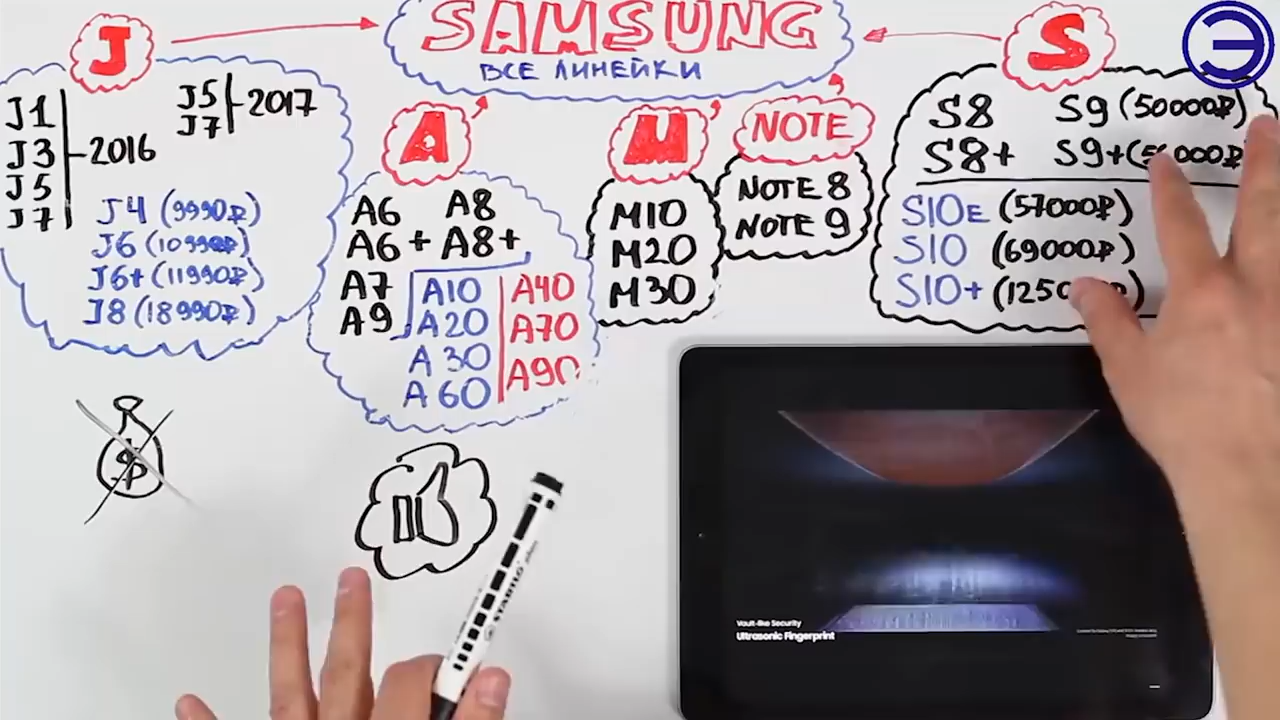 SAMSUNG
ВСЕ ЛИНЕЙКИ
J
J1
J3
J5
J7
2016
J5
J7
2017
J4 (9990₽)
J6 (10990₽)
J6+ (11990₽)
J8 (18990₽)
A
A6 A8
A6+ A8+
A7
A9
A10
A20
A30
A60
A40
A70
A90
M
M10
M20
M30
NOTE
NOTE 8
NOTE 9
S
S8 S9 (50000₽)
S8+ S9+
S10E (57000₽)
S10 (69000₽)
S10+
$
STABILO
Vault-like Security
Ultrasonic Fingerprint
Э